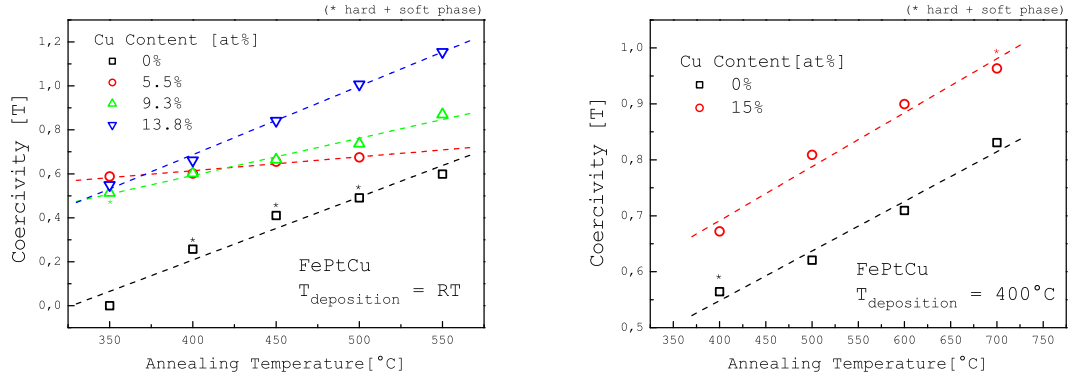 (* hard + soft phase)
Cu Content [at%]
0%
5.5%
9.3%
13.8%
Coercivity [T]
1,2
1,0
0,8
0,6
0,4
0,2
0,0
*
*
*
*
FePtCu
T_deposition = RT
350 400 450 500 550
Annealing Temperature[°C]
(* hard + soft phase)
Cu Content[at%]
0%
15%
Coercivity [T]
1,0
0,9
0,8
0,7
0,6
0,5
*
*
FePtCu
T_deposition = 400°C
350 400 450 500 550 600 650 700 750
Annealing Temperature[°C]